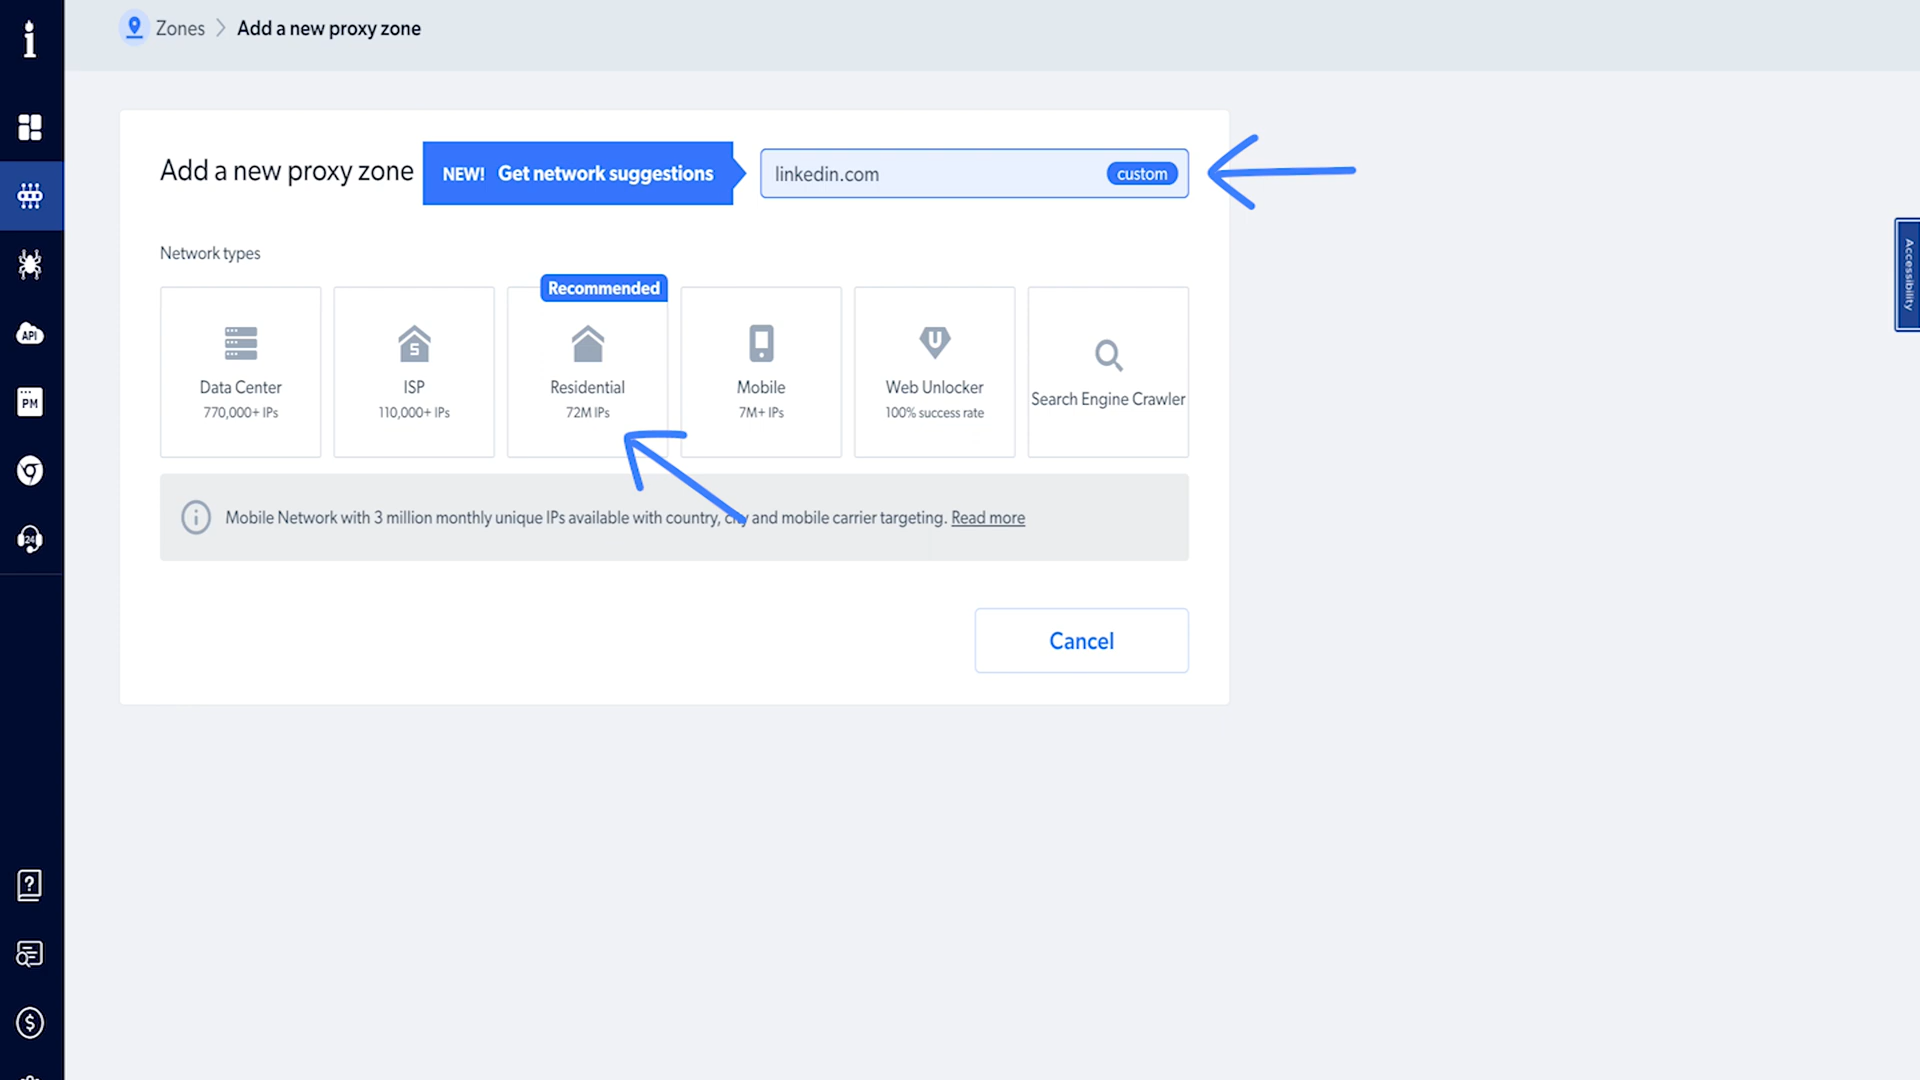 Zones
Add a new proxy zone
Add a new proxy zone
NEW! Get network suggestions
linkedin.com
custom
Network types
Recommended
Data Center
770,000+ IPs
ISP
110,000+ IPs
Residential
72M IPs
Mobile
7M+ IPs
Web Unlocker
100% success rate
Search Engine Crawler
Mobile Network with 3 million monthly unique IPs available with country, city and mobile carrier targeting. Read more
Cancel
API
PM
24
Accessibility